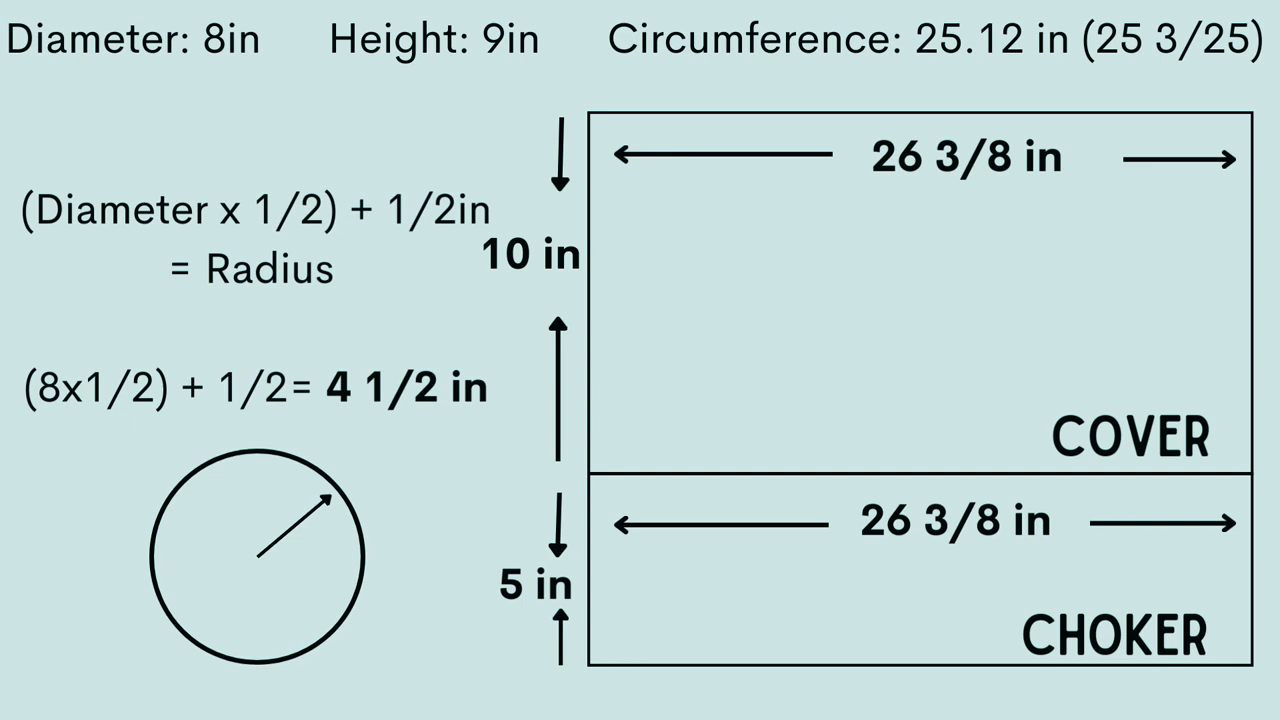 Diameter: 8in Height: 9in Circumference: 25.12 in (25 3/25)
(Diameter x 1/2) + 1/2in
= Radius
(8x1/2) + 1/2= 4 1/2 in
26 3/8 in
10 in
COVER
26 3/8 in
5 in
CHOKER